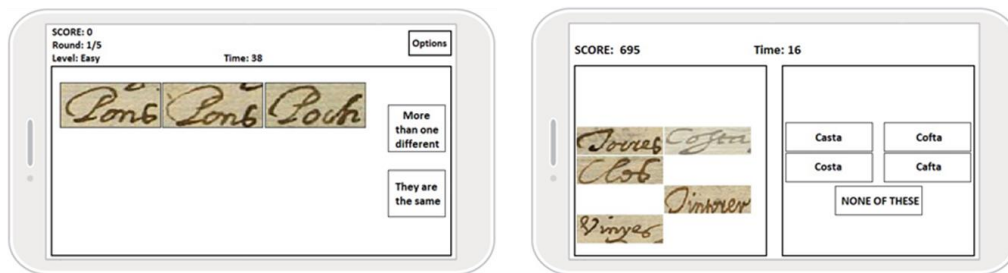 SCORE: 0
Round: 1/5
Level: Easy
Time: 38
Options
Pons Pons Poch
More
than one
different
They are
the same
SCORE: 695
Time: 16
Torres Costa
Clos
Tintorer
Vinyes
Casta
Cofta
Costa
Cafta
NONE OF THESE